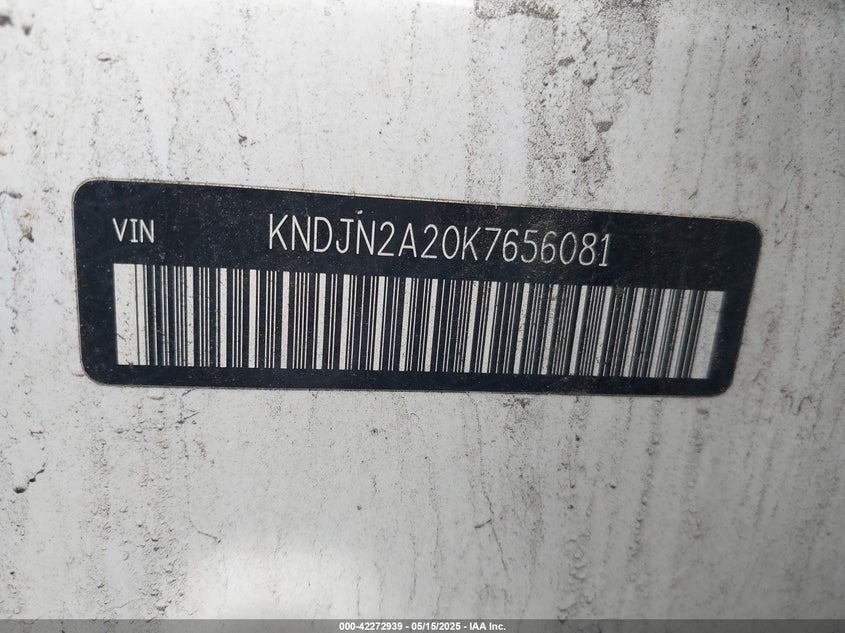 VIN KNDJN2A20K7656081
000-42272939 - 05/15/2025 - IAA Inc.